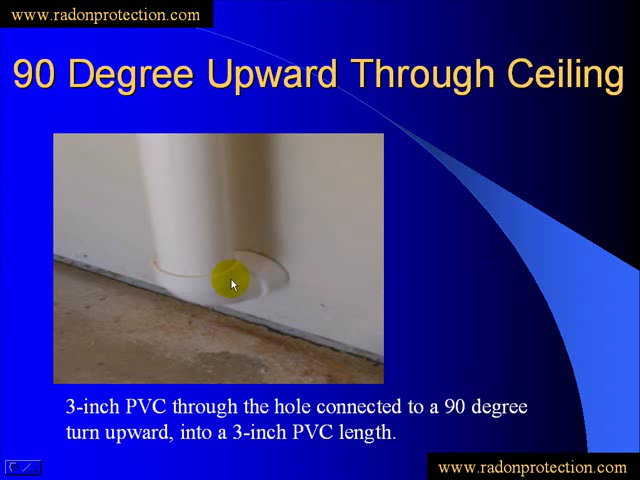 www.radonprotection.com
90 Degree Upward Through Ceiling
3-inch PVC through the hole connected to a 90 degree
turn upward, into a 3-inch PVC length.
www.radonprotection.com